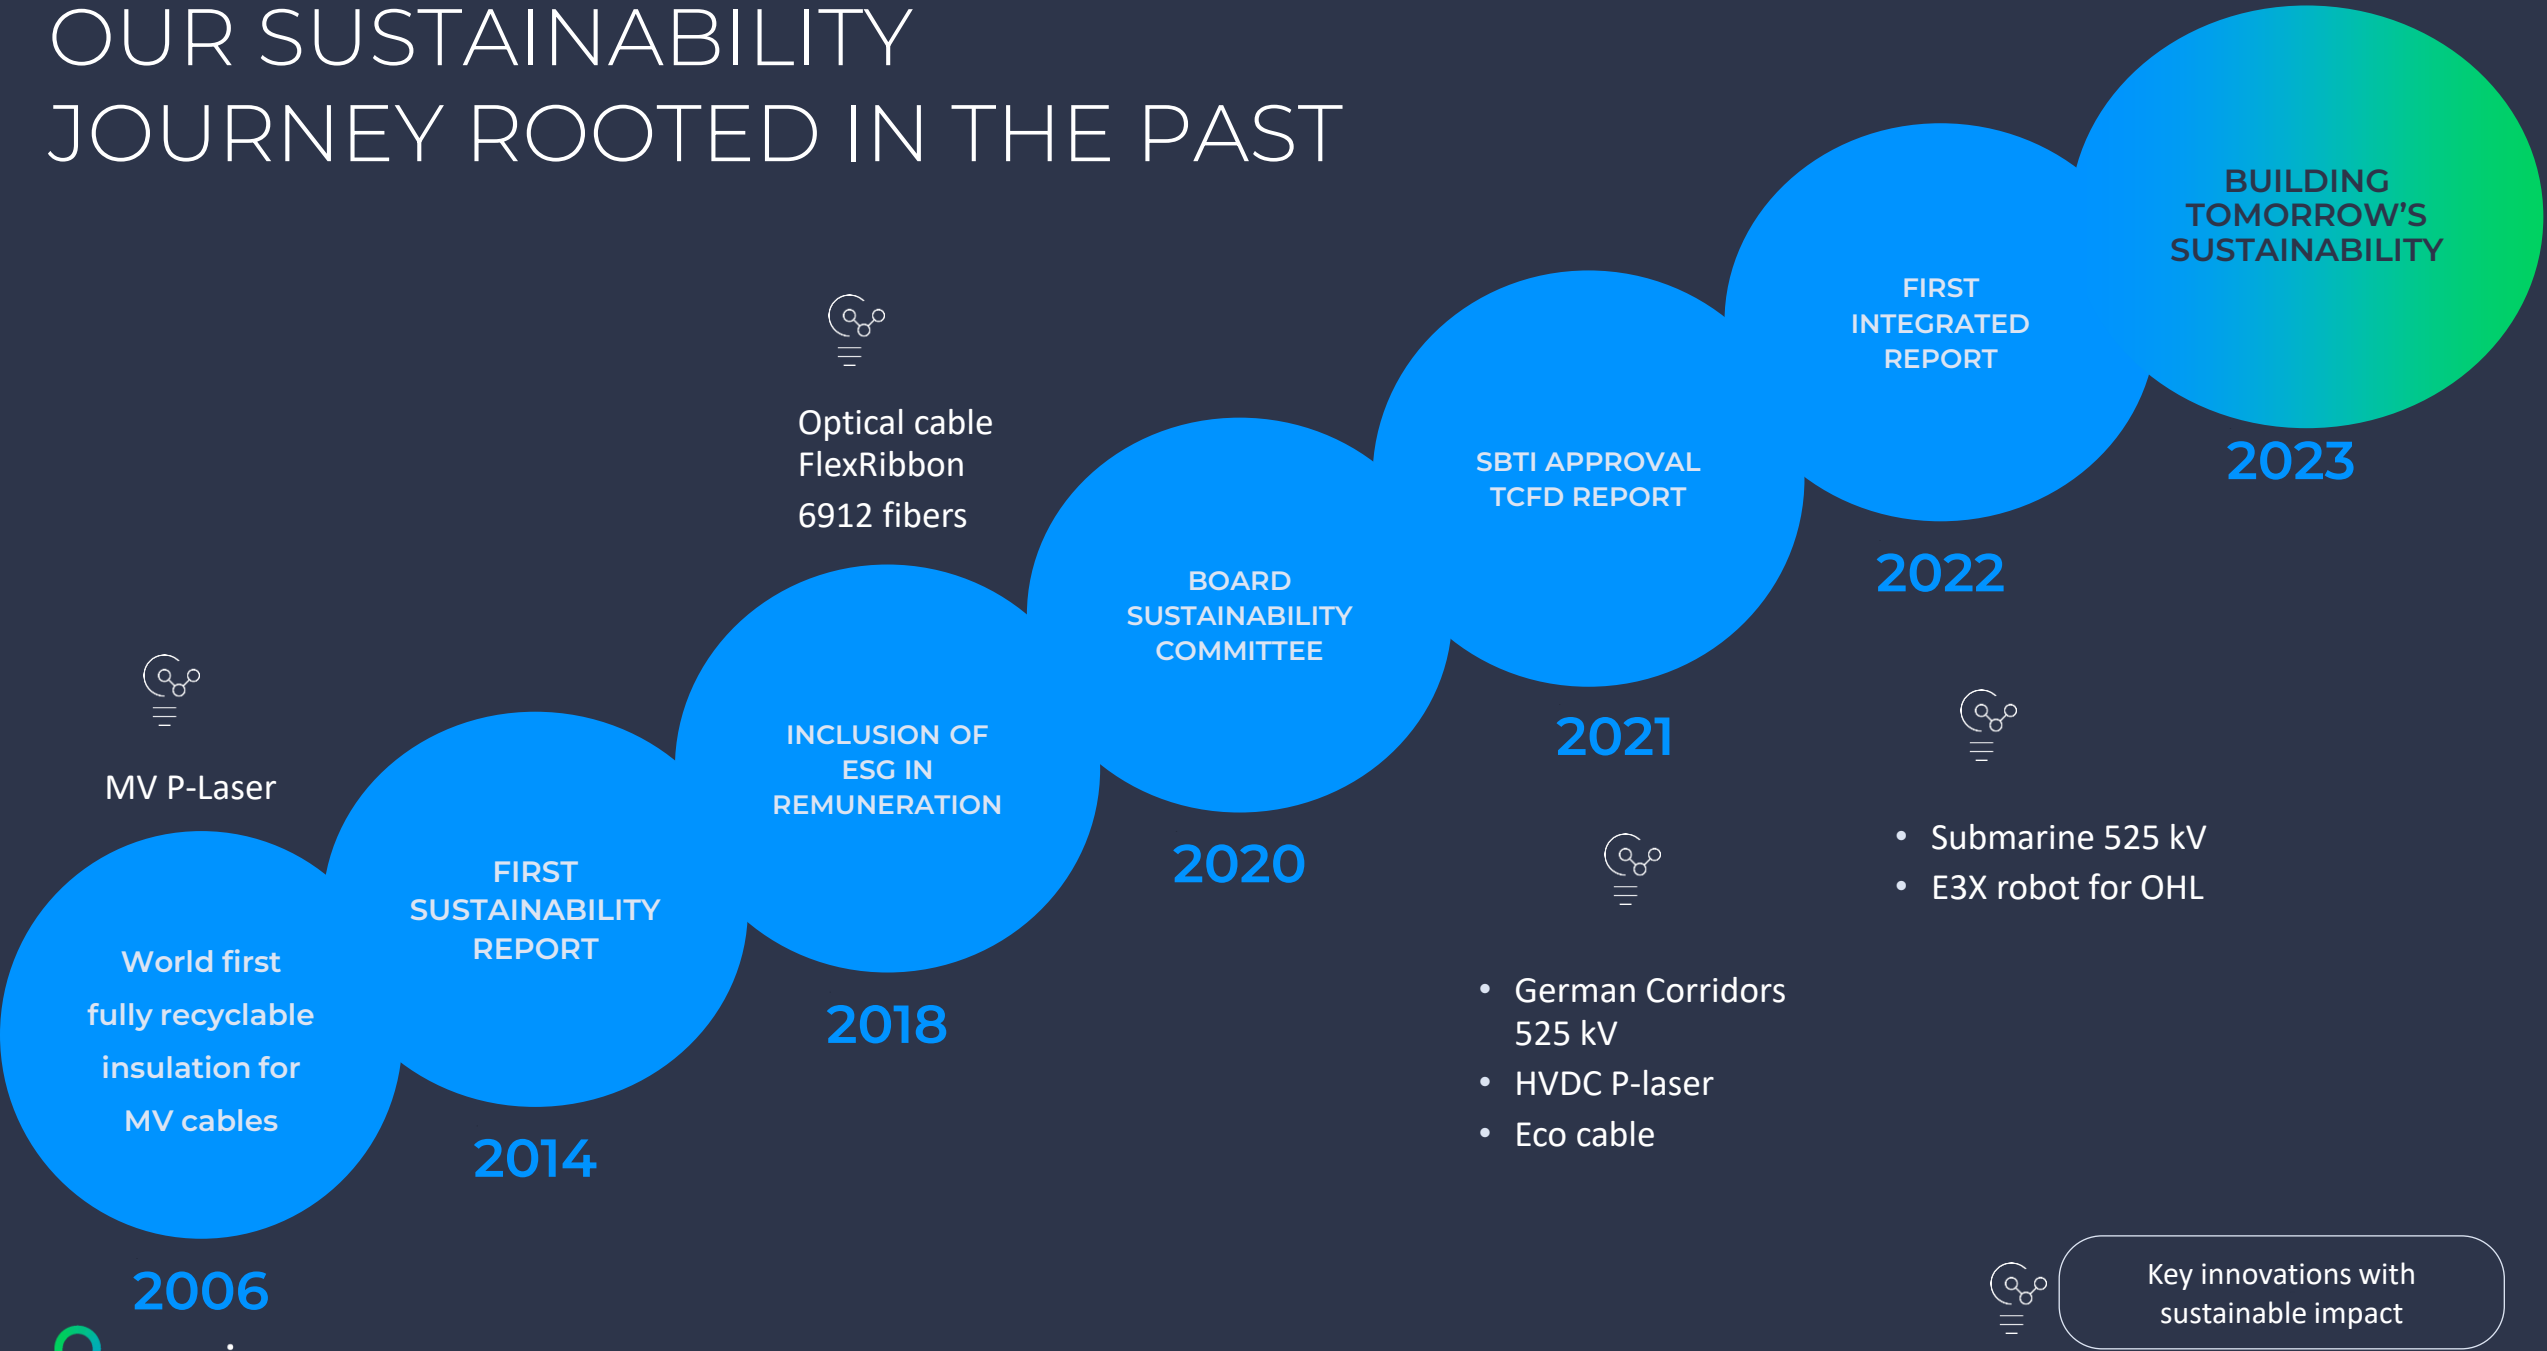 OUR SUSTAINABILITY
JOURNEY ROOTED IN THE PAST
MV P-Laser
World first
fully recyclable
insulation for
MV cables
2006
FIRST
SUSTAINABILITY
REPORT
2014
Optical cable
FlexRibbon
6912 fibers
INCLUSION OF
ESG IN
REMUNERATION
2018
BOARD
SUSTAINABILITY
COMMITTEE
2020
SBTI APPROVAL
TCFD REPORT
2021
• German Corridors
525 kV
• HVDC P-laser
• Eco cable
FIRST
INTEGRATED
REPORT
2022
• Submarine 525 kV
• E3X robot for OHL
BUILDING
TOMORROW’S
SUSTAINABILITY
2023
Key innovations with
sustainable impact